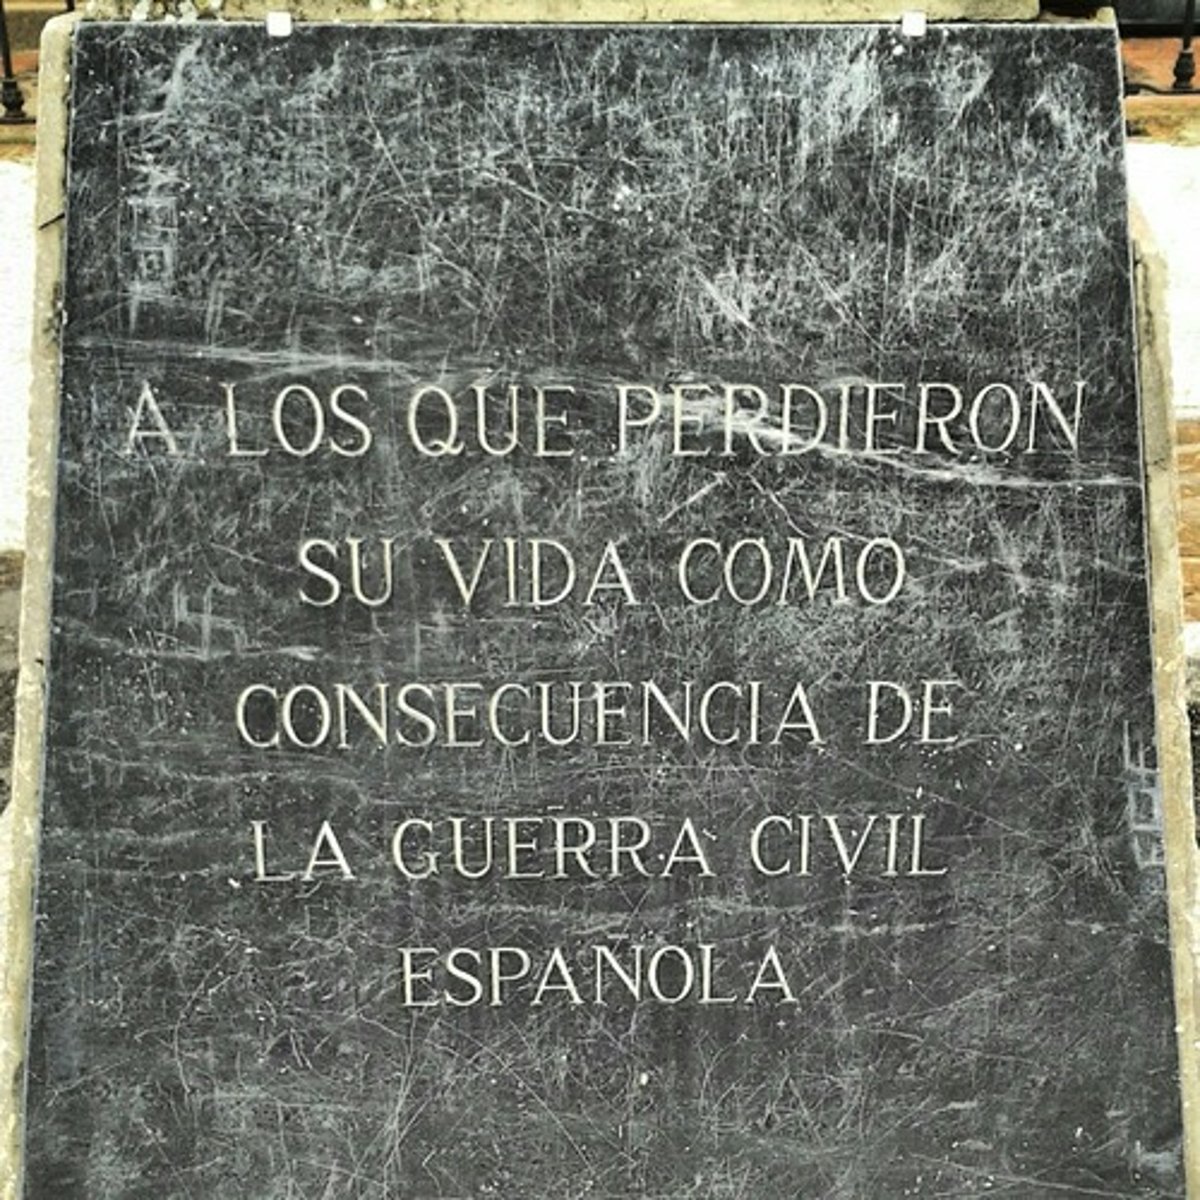 A LOS QUE PERDIERON
SU VIDA COMO
CONSECUENCIA DE
LA GUERRA CIVIL
ESPAÑOLA